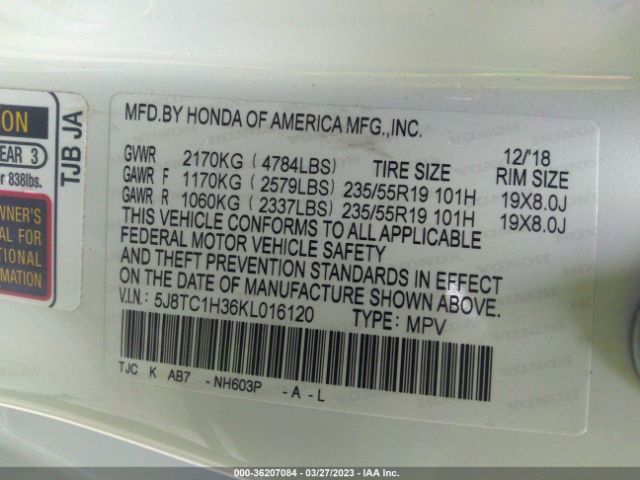 ON
EAR 3
r 838lbs.
WNER'S
AL FOR
TIONAL
RMATION
TJB JA
MFD.BY HONDA OF AMERICA MFG.,INC.
12/'18
GVWR 2170KG ( 4784LBS) TIRE SIZE RIM SIZE
GAWR F 1170KG ( 2579LBS) 235/55R19 101H 19X8.0J
GAWR R 1060KG ( 2337LBS) 235/55R19 101H 19X8.0J
THIS VEHICLE CONFORMS TO ALL APPLICABLE
FEDERAL MOTOR VEHICLE SAFETY
AND THEFT PREVENTION STANDARDS IN EFFECT
ON THE DATE OF MANUFACTURE SHOWN ABOVE.
V.I.N.: 5J8TC1H36KL016120 TYPE: MPV
TJC K AB7 -NH603P -A-L
000-36207084 - 03/27/2023 - IAA Inc.